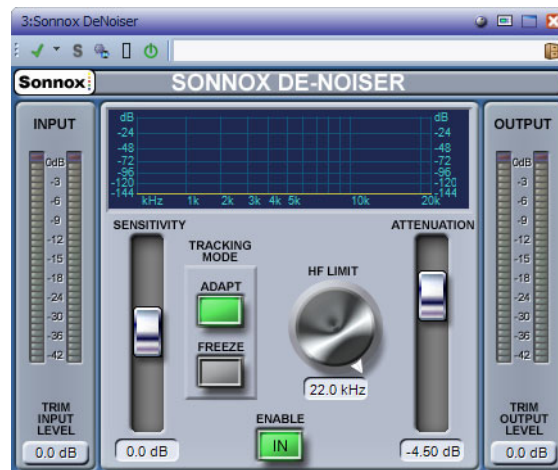 3:Sonnox DeNoiser
S
Sonnox
SONNOX DE-NOISER
INPUT
0dB
-3
-6
-9
-12
-15
-18
-24
-30
-36
-42
TRIM
INPUT
LEVEL
0.0 dB
dB
-24
-48
-72
-96
-120
-144
dB
-24
-48
-72
-96
-120
-144
kHz 1k 2k 3k 4k 5k 10k 20k
SENSITIVITY
0.0 dB
TRACKING
MODE
ADAPT
FREEZE
HF LIMIT
22.0 kHz
ENABLE
IN
ATTENUATION
-4.50 dB
OUTPUT
0dB
-3
-6
-9
-12
-15
-18
-24
-30
-36
-42
TRIM
OUTPUT
LEVEL
0.0 dB